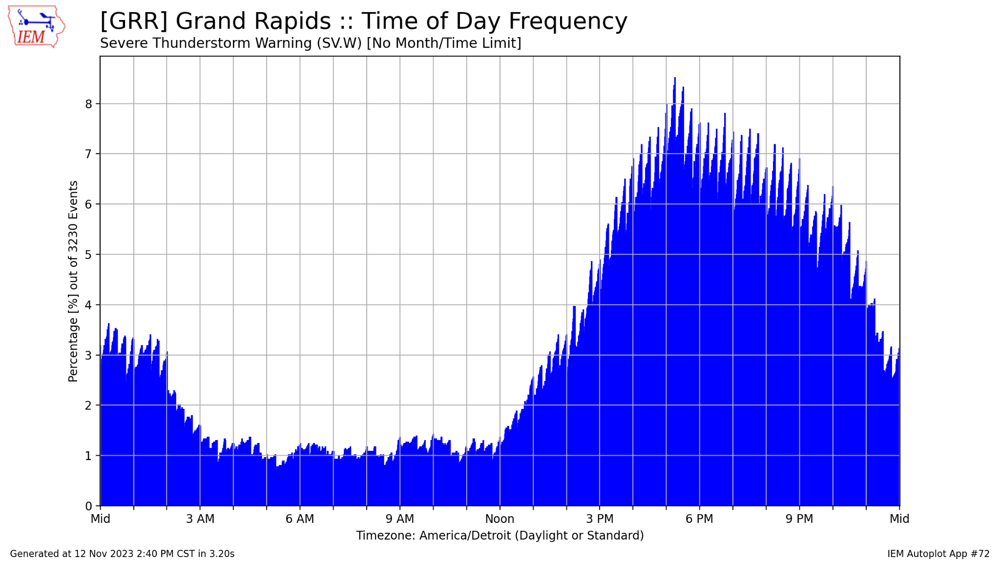 IEM
[GRR] Grand Rapids :: Time of Day Frequency
Severe Thunderstorm Warning (SV.W) [No Month/Time Limit]
Percentage [%] out of 3230 Events
8
7
6
5
4
3
2
1
0
Mid 3 AM 6 AM 9 AM Noon 3 PM 6 PM 9 PM Mid
Timezone: America/Detroit (Daylight or Standard)
Generated at 12 Nov 2023 2:40 PM CST in 3.20s
IEM Autoplot App #72